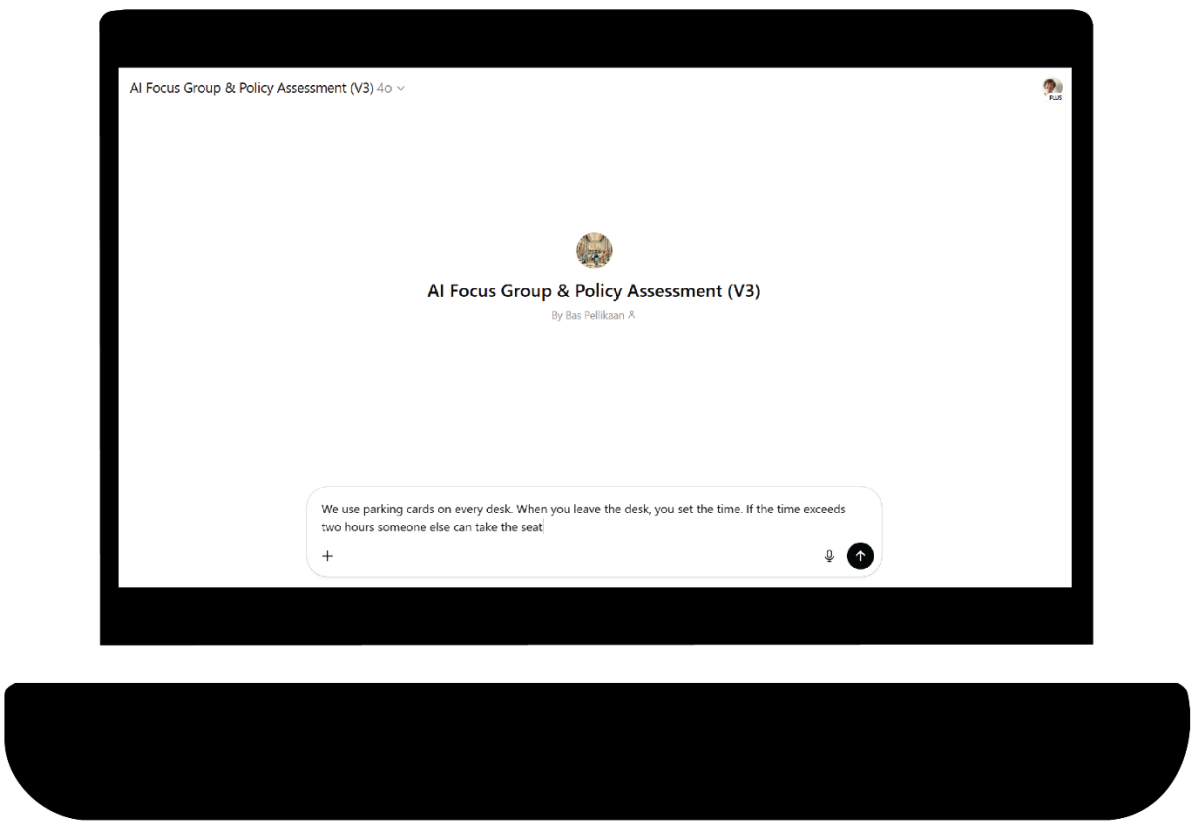 AI Focus Group & Policy Assessment (V3) 4o
PLUS
AI Focus Group & Policy Assessment (V3)
By Bas Pellikaan
We use parking cards on every desk. When you leave the desk, you set the time. If the time exceeds
two hours someone else can take the seat